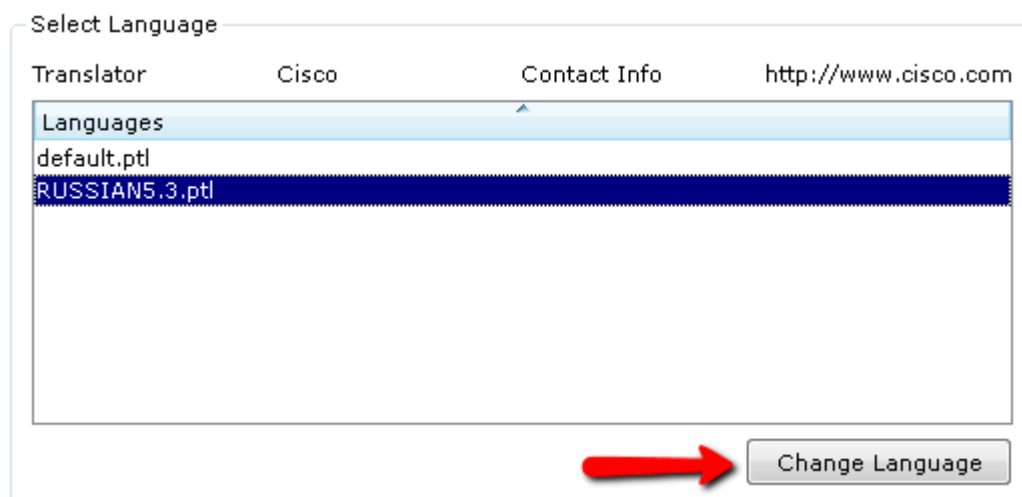 Select Language
Translator Cisco Contact Info http://www.cisco.com
Languages
default.ptl
RUSSIAN5.3.ptl
Change Language